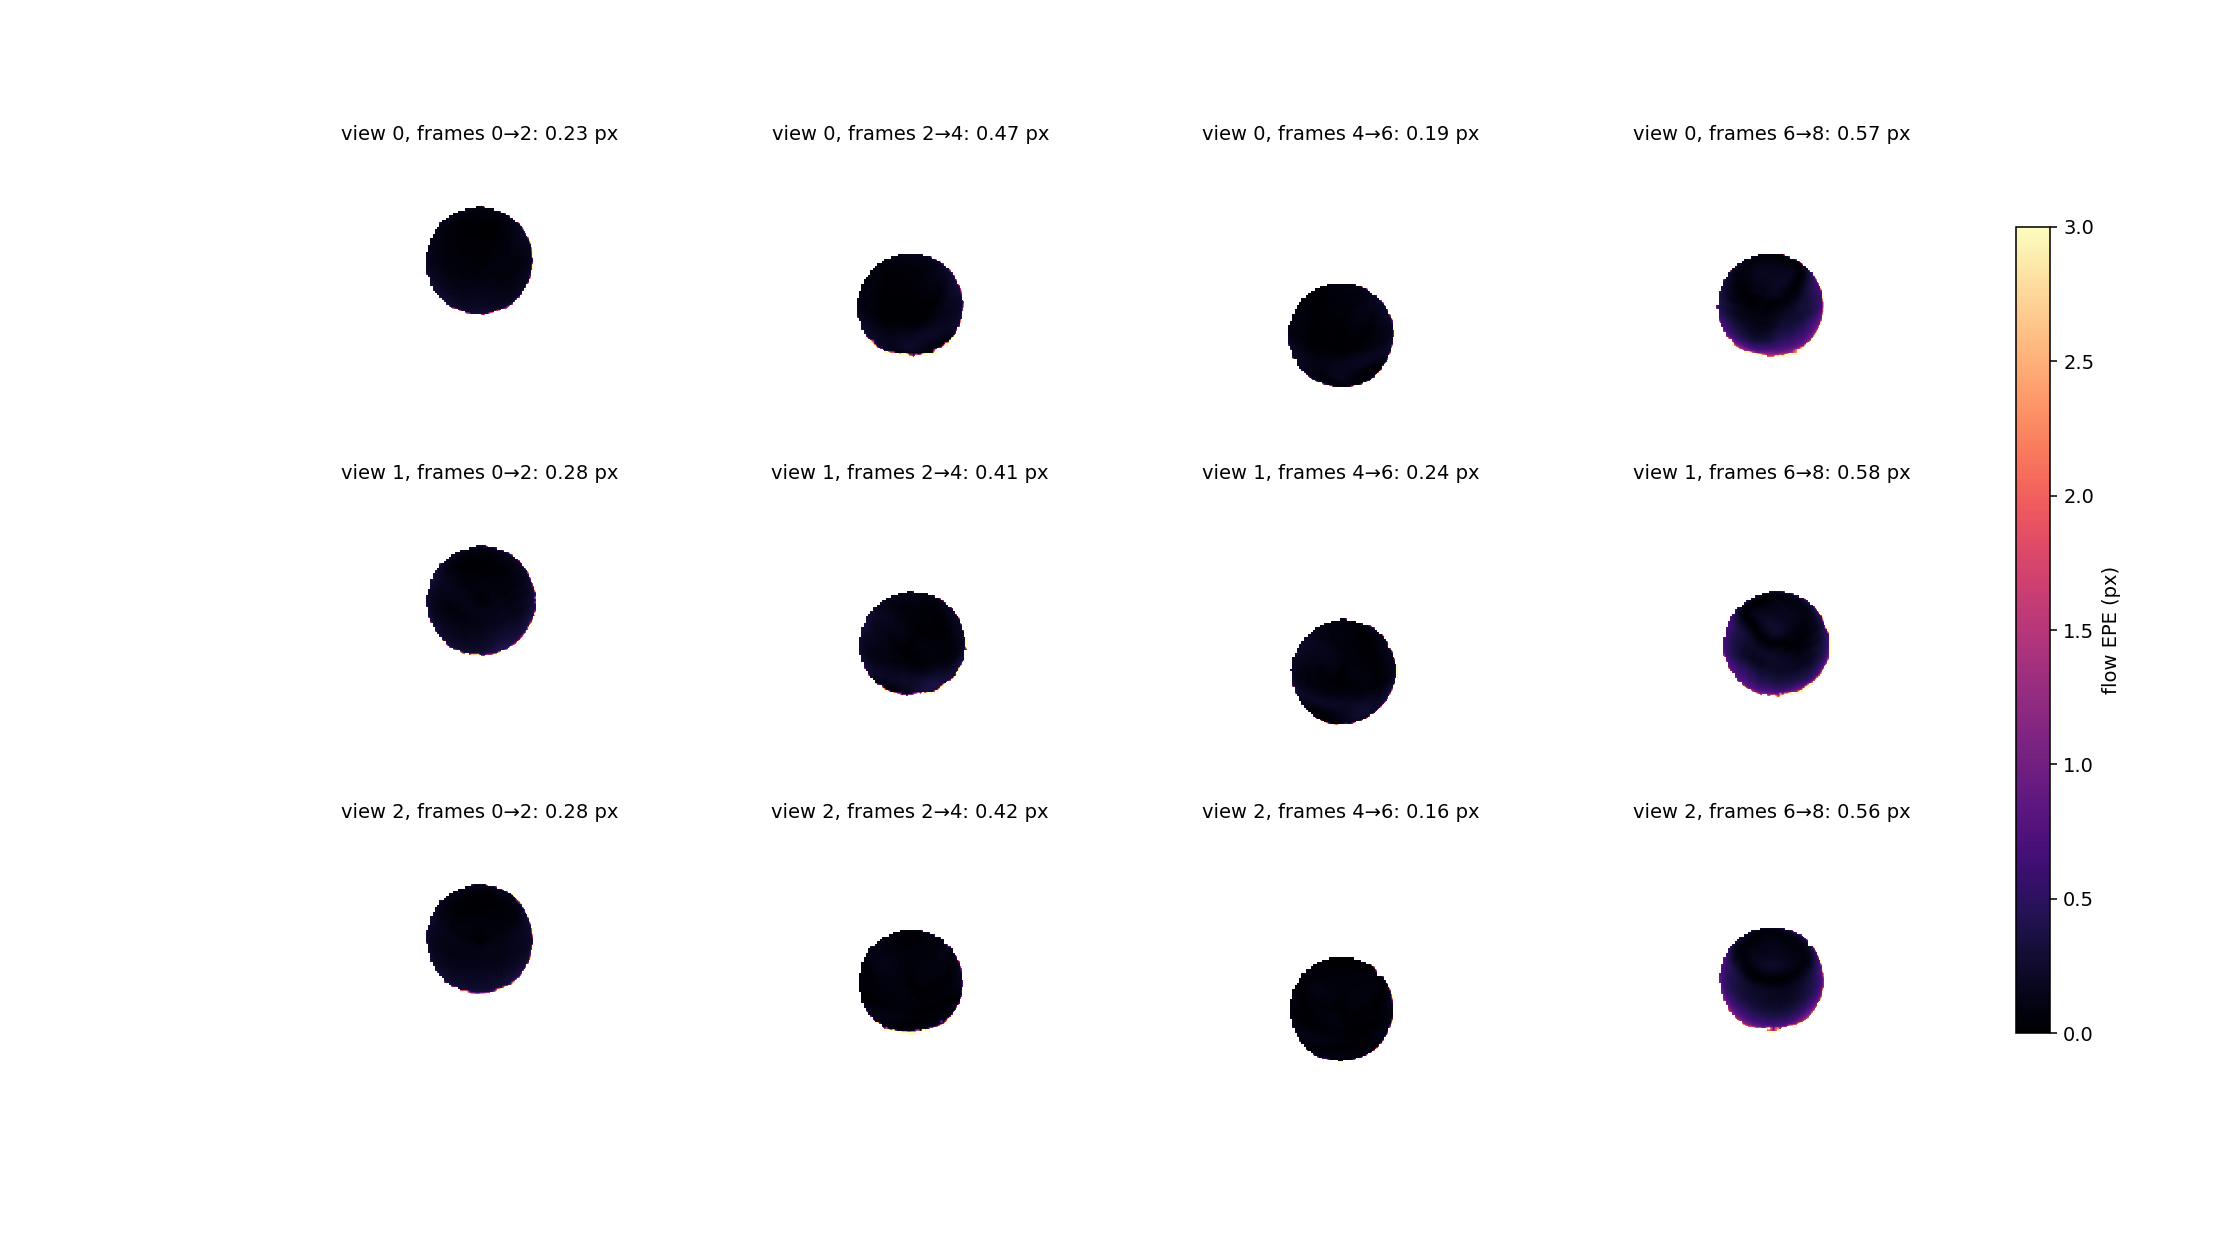 view 0, frames 0→2: 0.23 px
view 0, frames 2→4: 0.47 px
view 0, frames 4→6: 0.19 px
view 0, frames 6→8: 0.57 px
view 1, frames 0→2: 0.28 px
view 1, frames 2→4: 0.41 px
view 1, frames 4→6: 0.24 px
view 1, frames 6→8: 0.58 px
view 2, frames 0→2: 0.28 px
view 2, frames 2→4: 0.42 px
view 2, frames 4→6: 0.16 px
view 2, frames 6→8: 0.56 px
3.0
2.5
2.0
1.5
1.0
0.5
0.0
flow EPE (px)